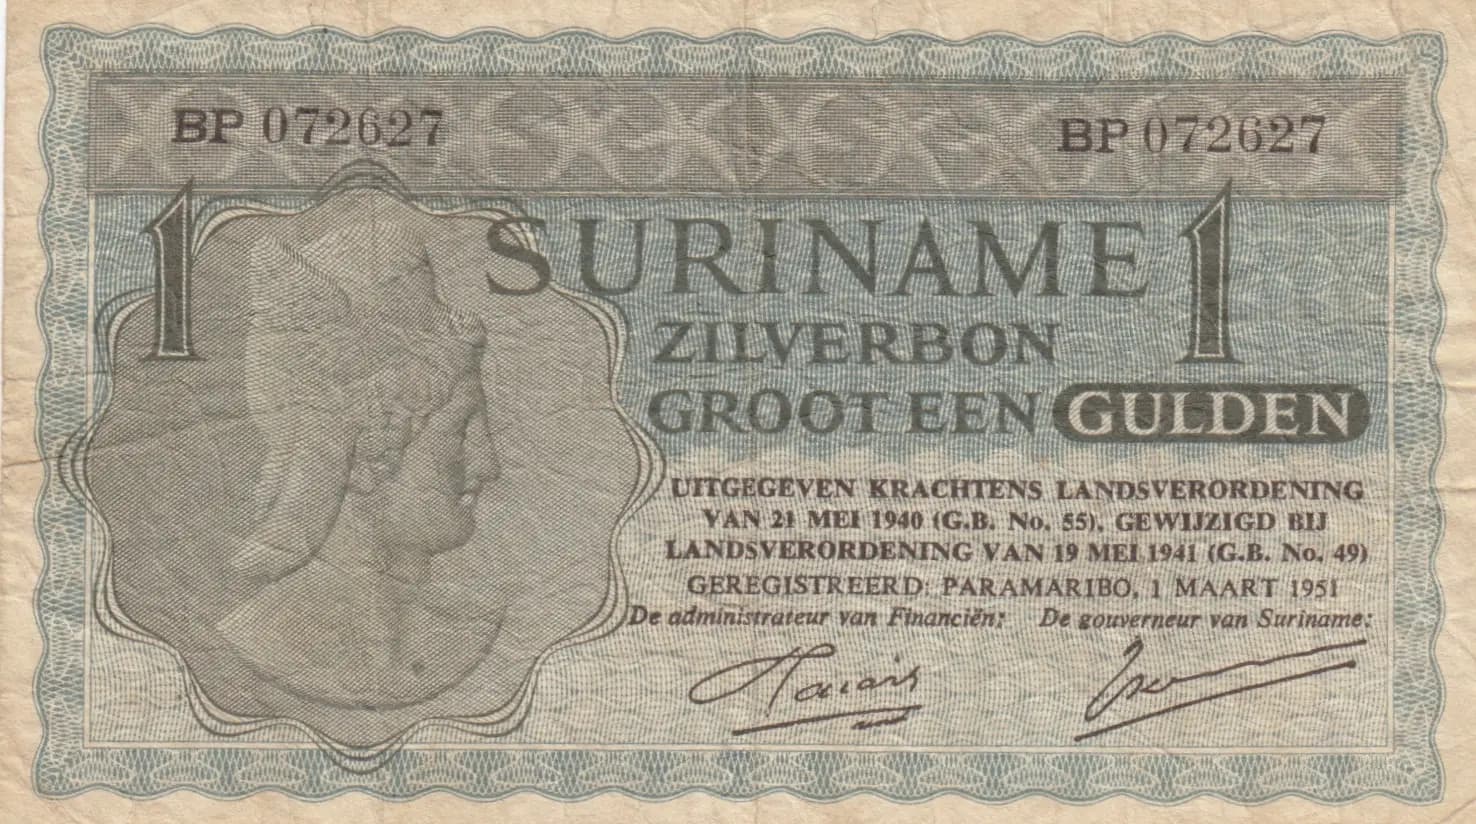 BP 072627 BP 072627
1 SURINAME 1
ZILVERBON
GROOT EEN GULDEN
UITGEGEVEN KRACHTENS LANDSVERORDENING
VAN 21 MEI 1940 (G.B. No. 55), GEWIJZIGD BIJ
LANDSVERORDENING VAN 19 MEI 1941 (G.B. No. 49)
GEREGISTREERD: PARAMARIBO, 1 MAART 1951
De administrateur van Financiën: De gouverneur van Suriname: